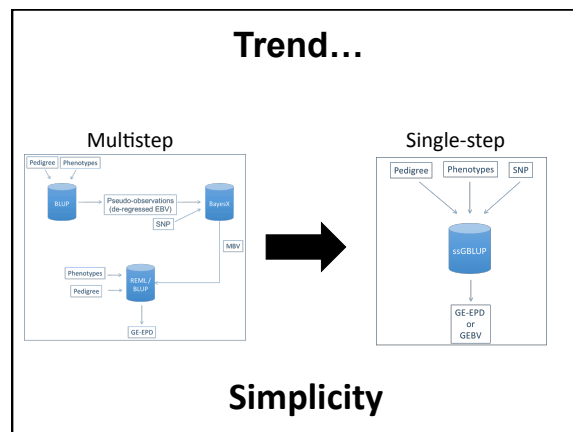 Trend...
Multistep
Pedigree
Phenotypes
BLUP
Pseudo-observations
(de-regressed EBV)
SNP
BayesX
MBV
Phenotypes
Pedigree
REML /
BLUP
GE-EPD
Single-step
Pedigree
Phenotypes
SNP
ssGBLUP
GE-EPD
or
GEBV
Simplicity